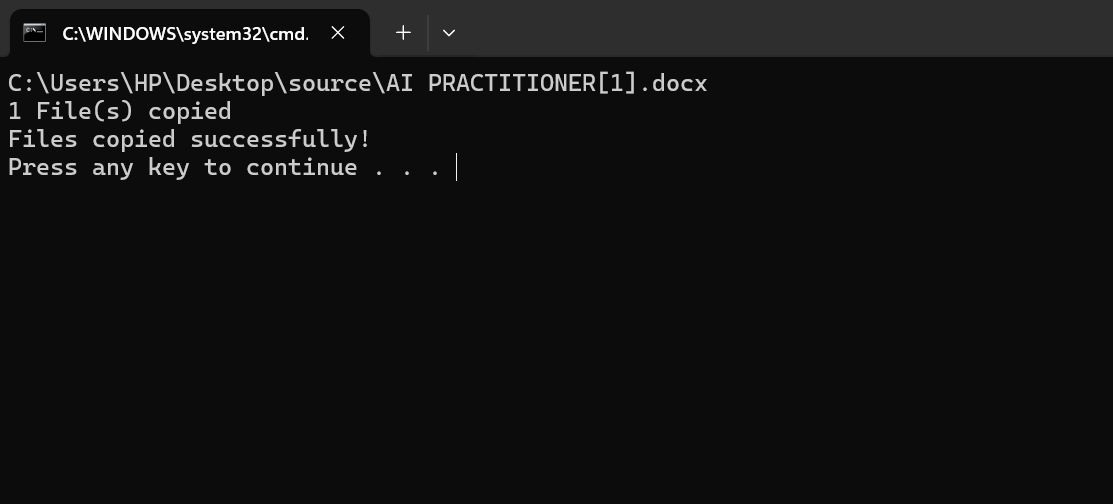 C:\WINDOWS\system32\cmd.
C:\Users\HP\Desktop\source\AI PRACTITIONER[1].docx
1 File(s) copied
Files copied successfully!
Press any key to continue . . .